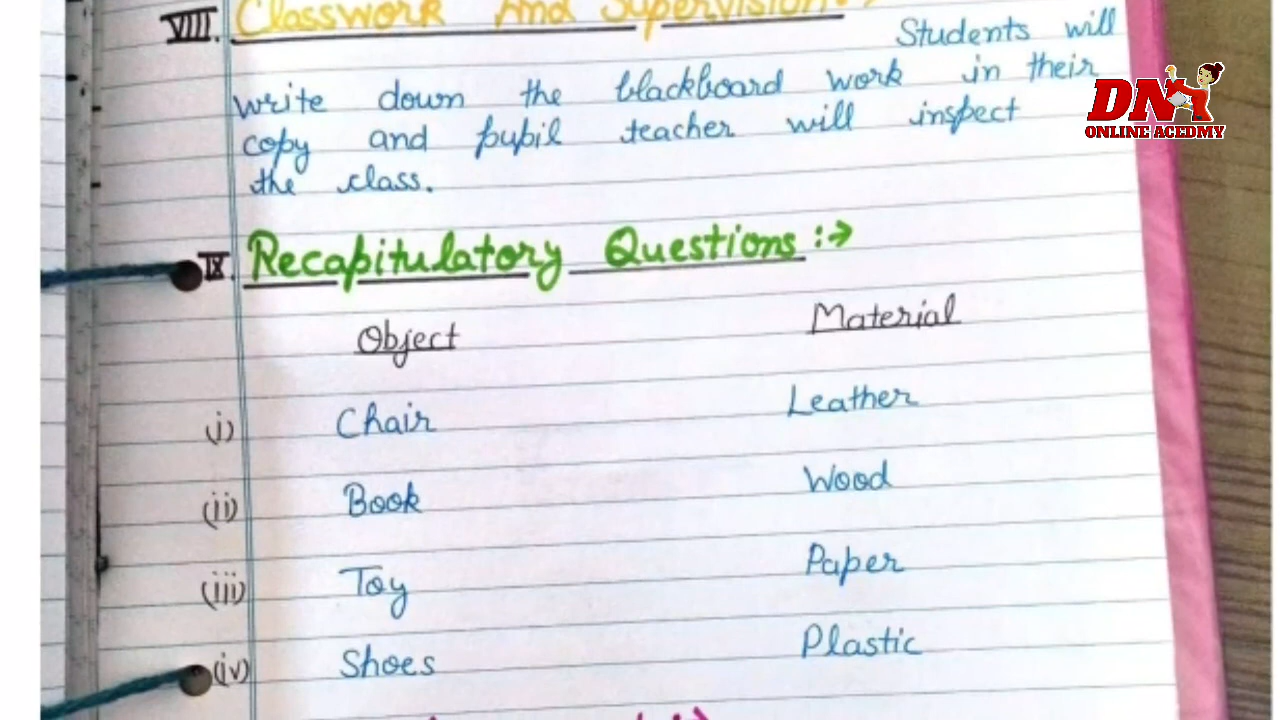 VIII. Classwork And Supervision :→
Students will
write down the blackboard work in their
copy and pupil teacher will inspect
the class.
IX. Recapitulatory Questions :→
Object Material
(i) Chair Leather
(ii) Book Wood
(iii) Toy Paper
(iv) Shoes Plastic
DN
ONLINE ACEDMY